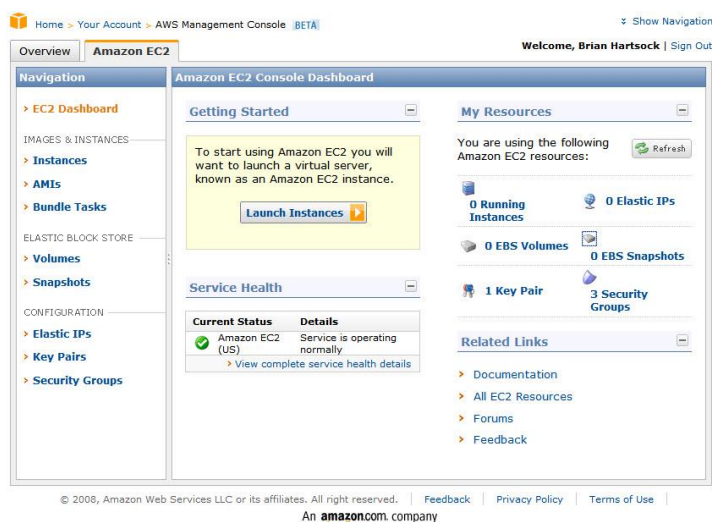 Home > Your Account > AWS Management Console BETA
Show Navigation
Overview
Amazon EC2
Welcome, Brian Hartsock | Sign Out
Navigation
> EC2 Dashboard
IMAGES & INSTANCES
> Instances
> AMIs
> Bundle Tasks
ELASTIC BLOCK STORE
> Volumes
> Snapshots
CONFIGURATION
> Elastic IPs
> Key Pairs
> Security Groups
Amazon EC2 Console Dashboard
Getting Started
To start using Amazon EC2 you will
want to launch a virtual server,
known as an Amazon EC2 instance.
Launch Instances
Service Health
Current Status Details
Amazon EC2 (US) Service is operating normally
> View complete service health details
My Resources
You are using the following
Amazon EC2 resources:
Refresh
0 Running
Instances
0 Elastic IPs
0 EBS Volumes
0 EBS Snapshots
1 Key Pair
3 Security
Groups
Related Links
> Documentation
> All EC2 Resources
> Forums
> Feedback
© 2008, Amazon Web Services LLC or its affiliates. All right reserved. | Feedback | Privacy Policy | Terms of Use |
An amazon.com. company